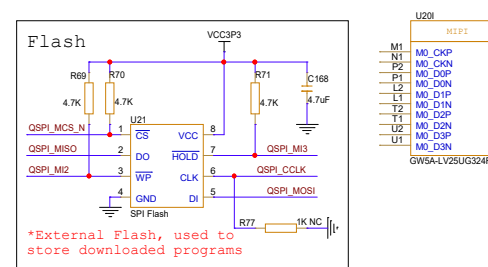 Flash
VCC3P3
R69
R70
R71
C168
4.7K
4.7K
4.7K
4.7uF
U21
QSPI_MCS_N
1
CS
VCC
8
QSPI_MISO
2
DO
HOLD
7
QSPI_MI3
QSPI_MI2
3
WP
CLK
6
QSPI_CCLK
4
GND
DI
5
QSPI_MOSI
SPI Flash
R77
1K NC
*External Flash, used to
store downloaded programs
U20I
MIPI
M1
M0_CKP
N1
M0_CKN
P2
M0_D0P
P1
M0_D0N
L2
M0_D1P
L1
M0_D1N
T2
M0_D2P
T1
M0_D2N
U2
M0_D3P
U1
M0_D3N
GW5A-LV25UG324